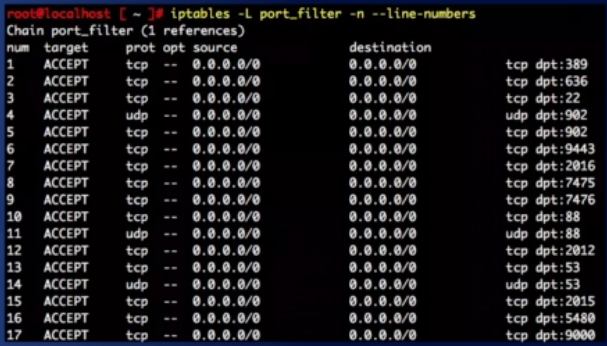 root@localhost [ ~ ]# iptables -L port_filter -n --line-numbers
Chain port_filter (1 references)
num target prot opt source destination
1 ACCEPT tcp -- 0.0.0.0/0 0.0.0.0/0 tcp dpt:389
2 ACCEPT tcp -- 0.0.0.0/0 0.0.0.0/0 tcp dpt:636
3 ACCEPT tcp -- 0.0.0.0/0 0.0.0.0/0 tcp dpt:22
4 ACCEPT udp -- 0.0.0.0/0 0.0.0.0/0 udp dpt:902
5 ACCEPT tcp -- 0.0.0.0/0 0.0.0.0/0 tcp dpt:902
6 ACCEPT tcp -- 0.0.0.0/0 0.0.0.0/0 tcp dpt:9443
7 ACCEPT tcp -- 0.0.0.0/0 0.0.0.0/0 tcp dpt:2016
8 ACCEPT tcp -- 0.0.0.0/0 0.0.0.0/0 tcp dpt:7475
9 ACCEPT tcp -- 0.0.0.0/0 0.0.0.0/0 tcp dpt:7476
10 ACCEPT tcp -- 0.0.0.0/0 0.0.0.0/0 tcp dpt:88
11 ACCEPT udp -- 0.0.0.0/0 0.0.0.0/0 udp dpt:88
12 ACCEPT tcp -- 0.0.0.0/0 0.0.0.0/0 tcp dpt:2012
13 ACCEPT tcp -- 0.0.0.0/0 0.0.0.0/0 tcp dpt:53
14 ACCEPT udp -- 0.0.0.0/0 0.0.0.0/0 udp dpt:53
15 ACCEPT tcp -- 0.0.0.0/0 0.0.0.0/0 tcp dpt:2015
16 ACCEPT tcp -- 0.0.0.0/0 0.0.0.0/0 tcp dpt:5480
17 ACCEPT tcp -- 0.0.0.0/0 0.0.0.0/0 tcp dpt:9000